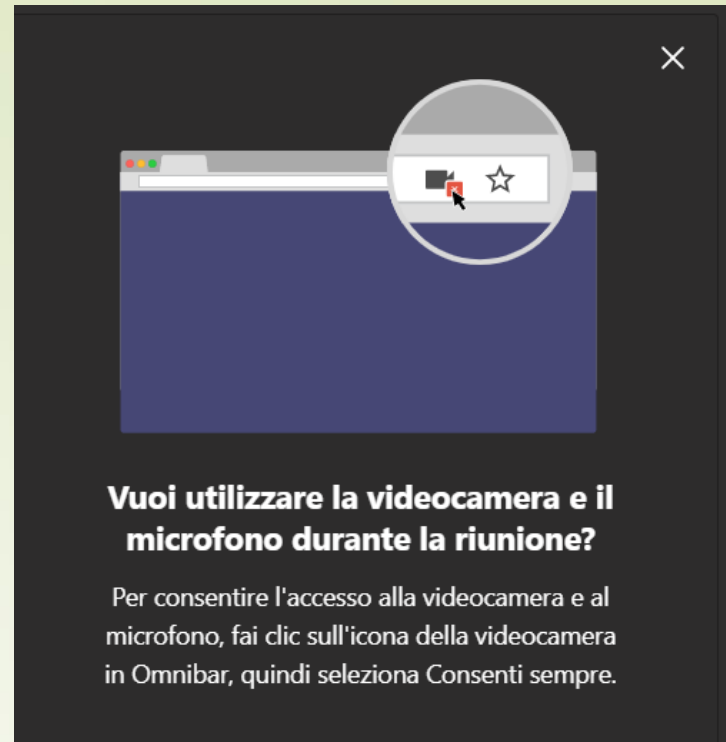 Vuoi utilizzare la videocamera e il
microfono durante la riunione?
Per consentire l'accesso alla videocamera e al
microfono, fai clic sull'icona della videocamera
in Omnibar, quindi seleziona Consenti sempre.